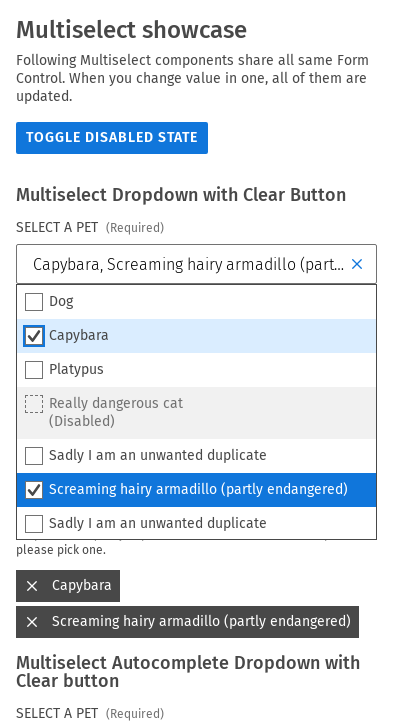 Multiselect showcase
Following Multiselect components share all same Form
Control. When you change value in one, all of them are
updated.
TOGGLE DISABLED STATE
Multiselect Dropdown with Clear Button
SELECT A PET (Required)
Capybara, Screaming hairy armadillo (part...
Dog
Capybara
Platypus
Really dangerous cat
(Disabled)
Sadly I am an unwanted duplicate
Screaming hairy armadillo (partly endangered)
Sadly I am an unwanted duplicate
please pick one.
Capybara
Screaming hairy armadillo (partly endangered)
Multiselect Autocomplete Dropdown with
Clear button
SELECT A PET (Required)